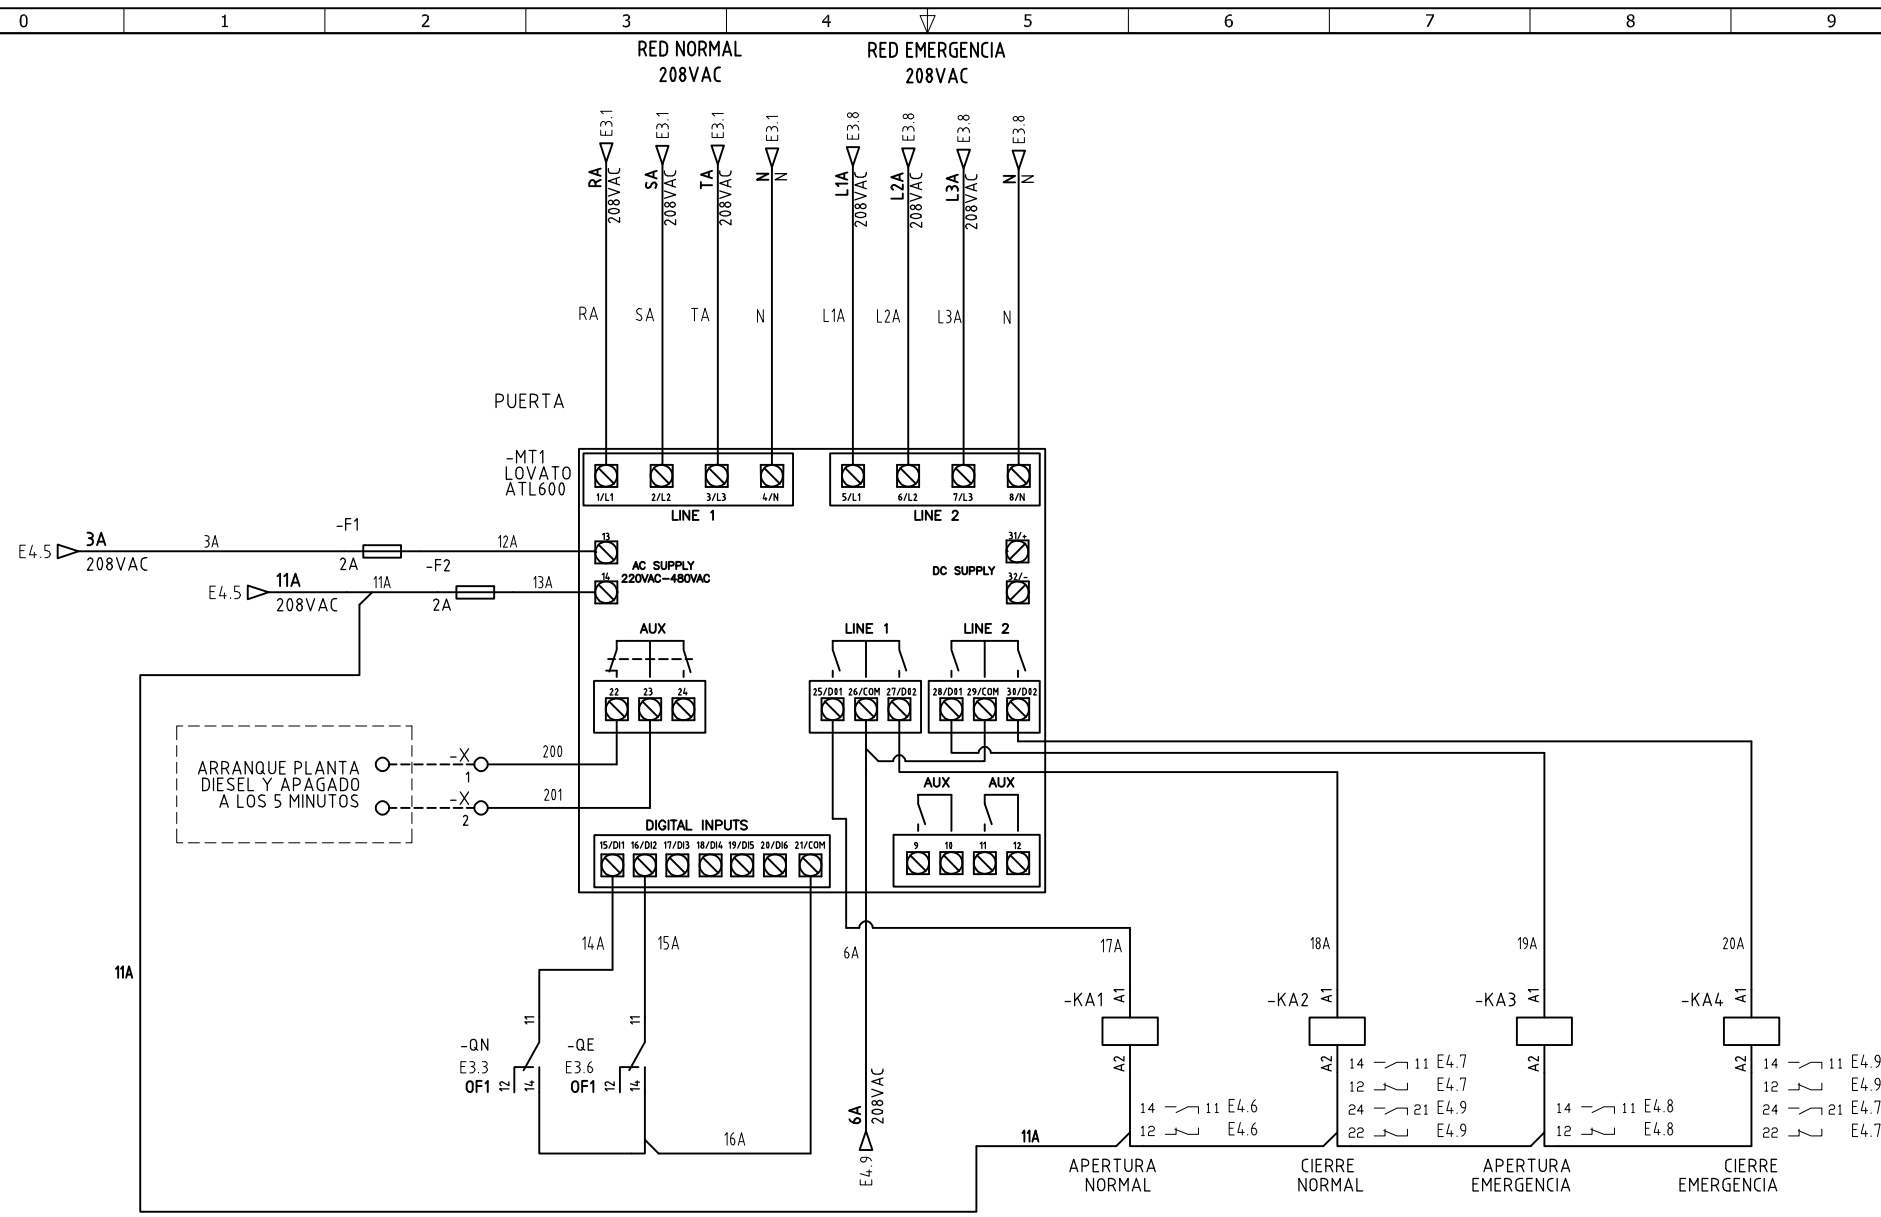 0 1 2 3 4 5 6 7 8 9
RED NORMAL
208VAC
RED EMERGENCIA
208VAC
E3.1 E3.1 E3.1 E3.1 E3.8 E3.8 E3.8 E3.8
RA SA TA N L1A L2A L3A N
208VAC 208VAC 208VAC N 208VAC 208VAC 208VAC N
RA SA TA N L1A L2A L3A N
PUERTA
-MT1
LOVATO
ATL600
1/L1 2/L2 3/L3 4/N 5/L1 6/L2 7/L3 8/N
LINE 1 LINE 2
E4.5 3A 3A -F1 12A 13
208VAC 2A
E4.5 11A 11A -F2 13A 14
208VAC 2A
AC SUPPLY
220VAC-480VAC
31/+
DC SUPPLY
32/-
AUX LINE 1 LINE 2
22 23 24 25/D01 26/COM 27/D02 28/D01 29/COM 30/D02
ARRANQUE PLANTA
DIESEL Y APAGADO
A LOS 5 MINUTOS
-X 200
1
-X 201
2
AUX AUX
9 10 11 12
DIGITAL INPUTS
15/DI1 16/DI2 17/DI3 18/DI4 19/DI5 20/DI6 21/COM
11A 14A 15A 6A 17A 18A 19A 20A
-KA1 A1 -KA2 A1 -KA3 A1 -KA4 A1
A2 A2 A2 A2
-QN 11
E3.3
OF1 12 14
-QE 11
E3.6
OF1 12 14
16A
6A
208VAC
E4.9
11A
14 11 E4.6
12 E4.6
14 11 E4.7
12 E4.7
24 21 E4.9
22 E4.9
14 11 E4.8
12 E4.8
14 11 E4.9
12 E4.9
24 21 E4.7
22 E4.7
APERTURA
NORMAL
CIERRE
NORMAL
APERTURA
EMERGENCIA
CIERRE
EMERGENCIA